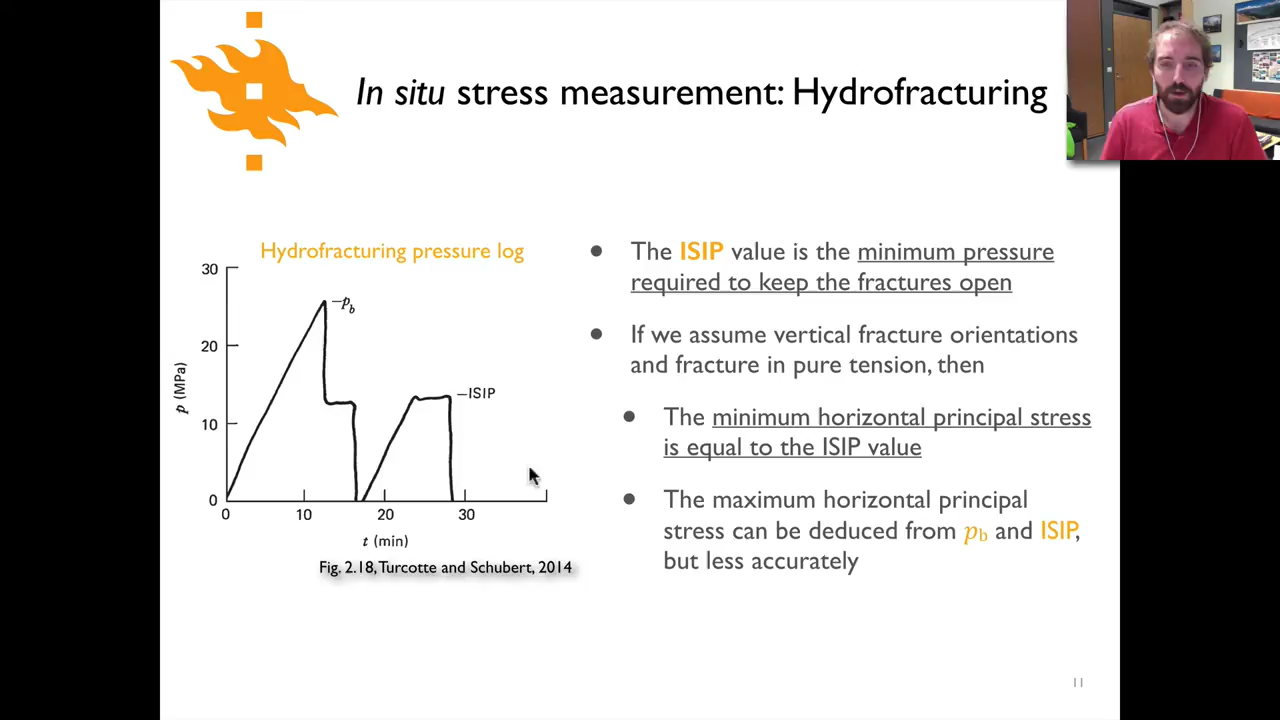 In situ stress measurement: Hydrofracturing
Hydrofracturing pressure log
30
20
10
0
p (MPa)
–pb
–ISIP
0
10
20
30
t (min)
Fig. 2.18, Turcotte and Schubert, 2014
• The ISIP value is the minimum pressure
required to keep the fractures open
• If we assume vertical fracture orientations
and fracture in pure tension, then
• The minimum horizontal principal stress
is equal to the ISIP value
• The maximum horizontal principal
stress can be deduced from pb and ISIP,
but less accurately
11